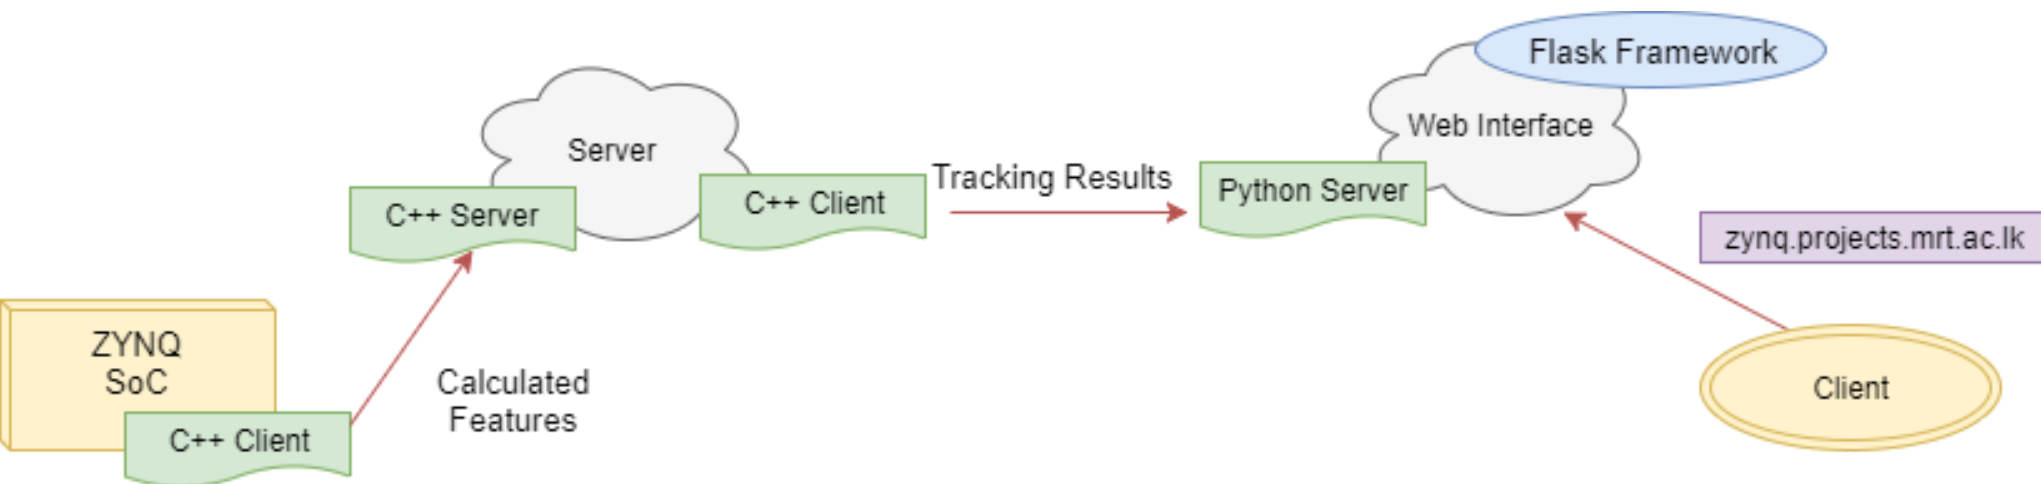 Flask Framework
Web Interface
Server
Tracking Results
Python Server
C++ Server
C++ Client
zynq.projects.mrt.ac.lk
ZYNQ
SoC
Calculated
Features
Client
C++ Client